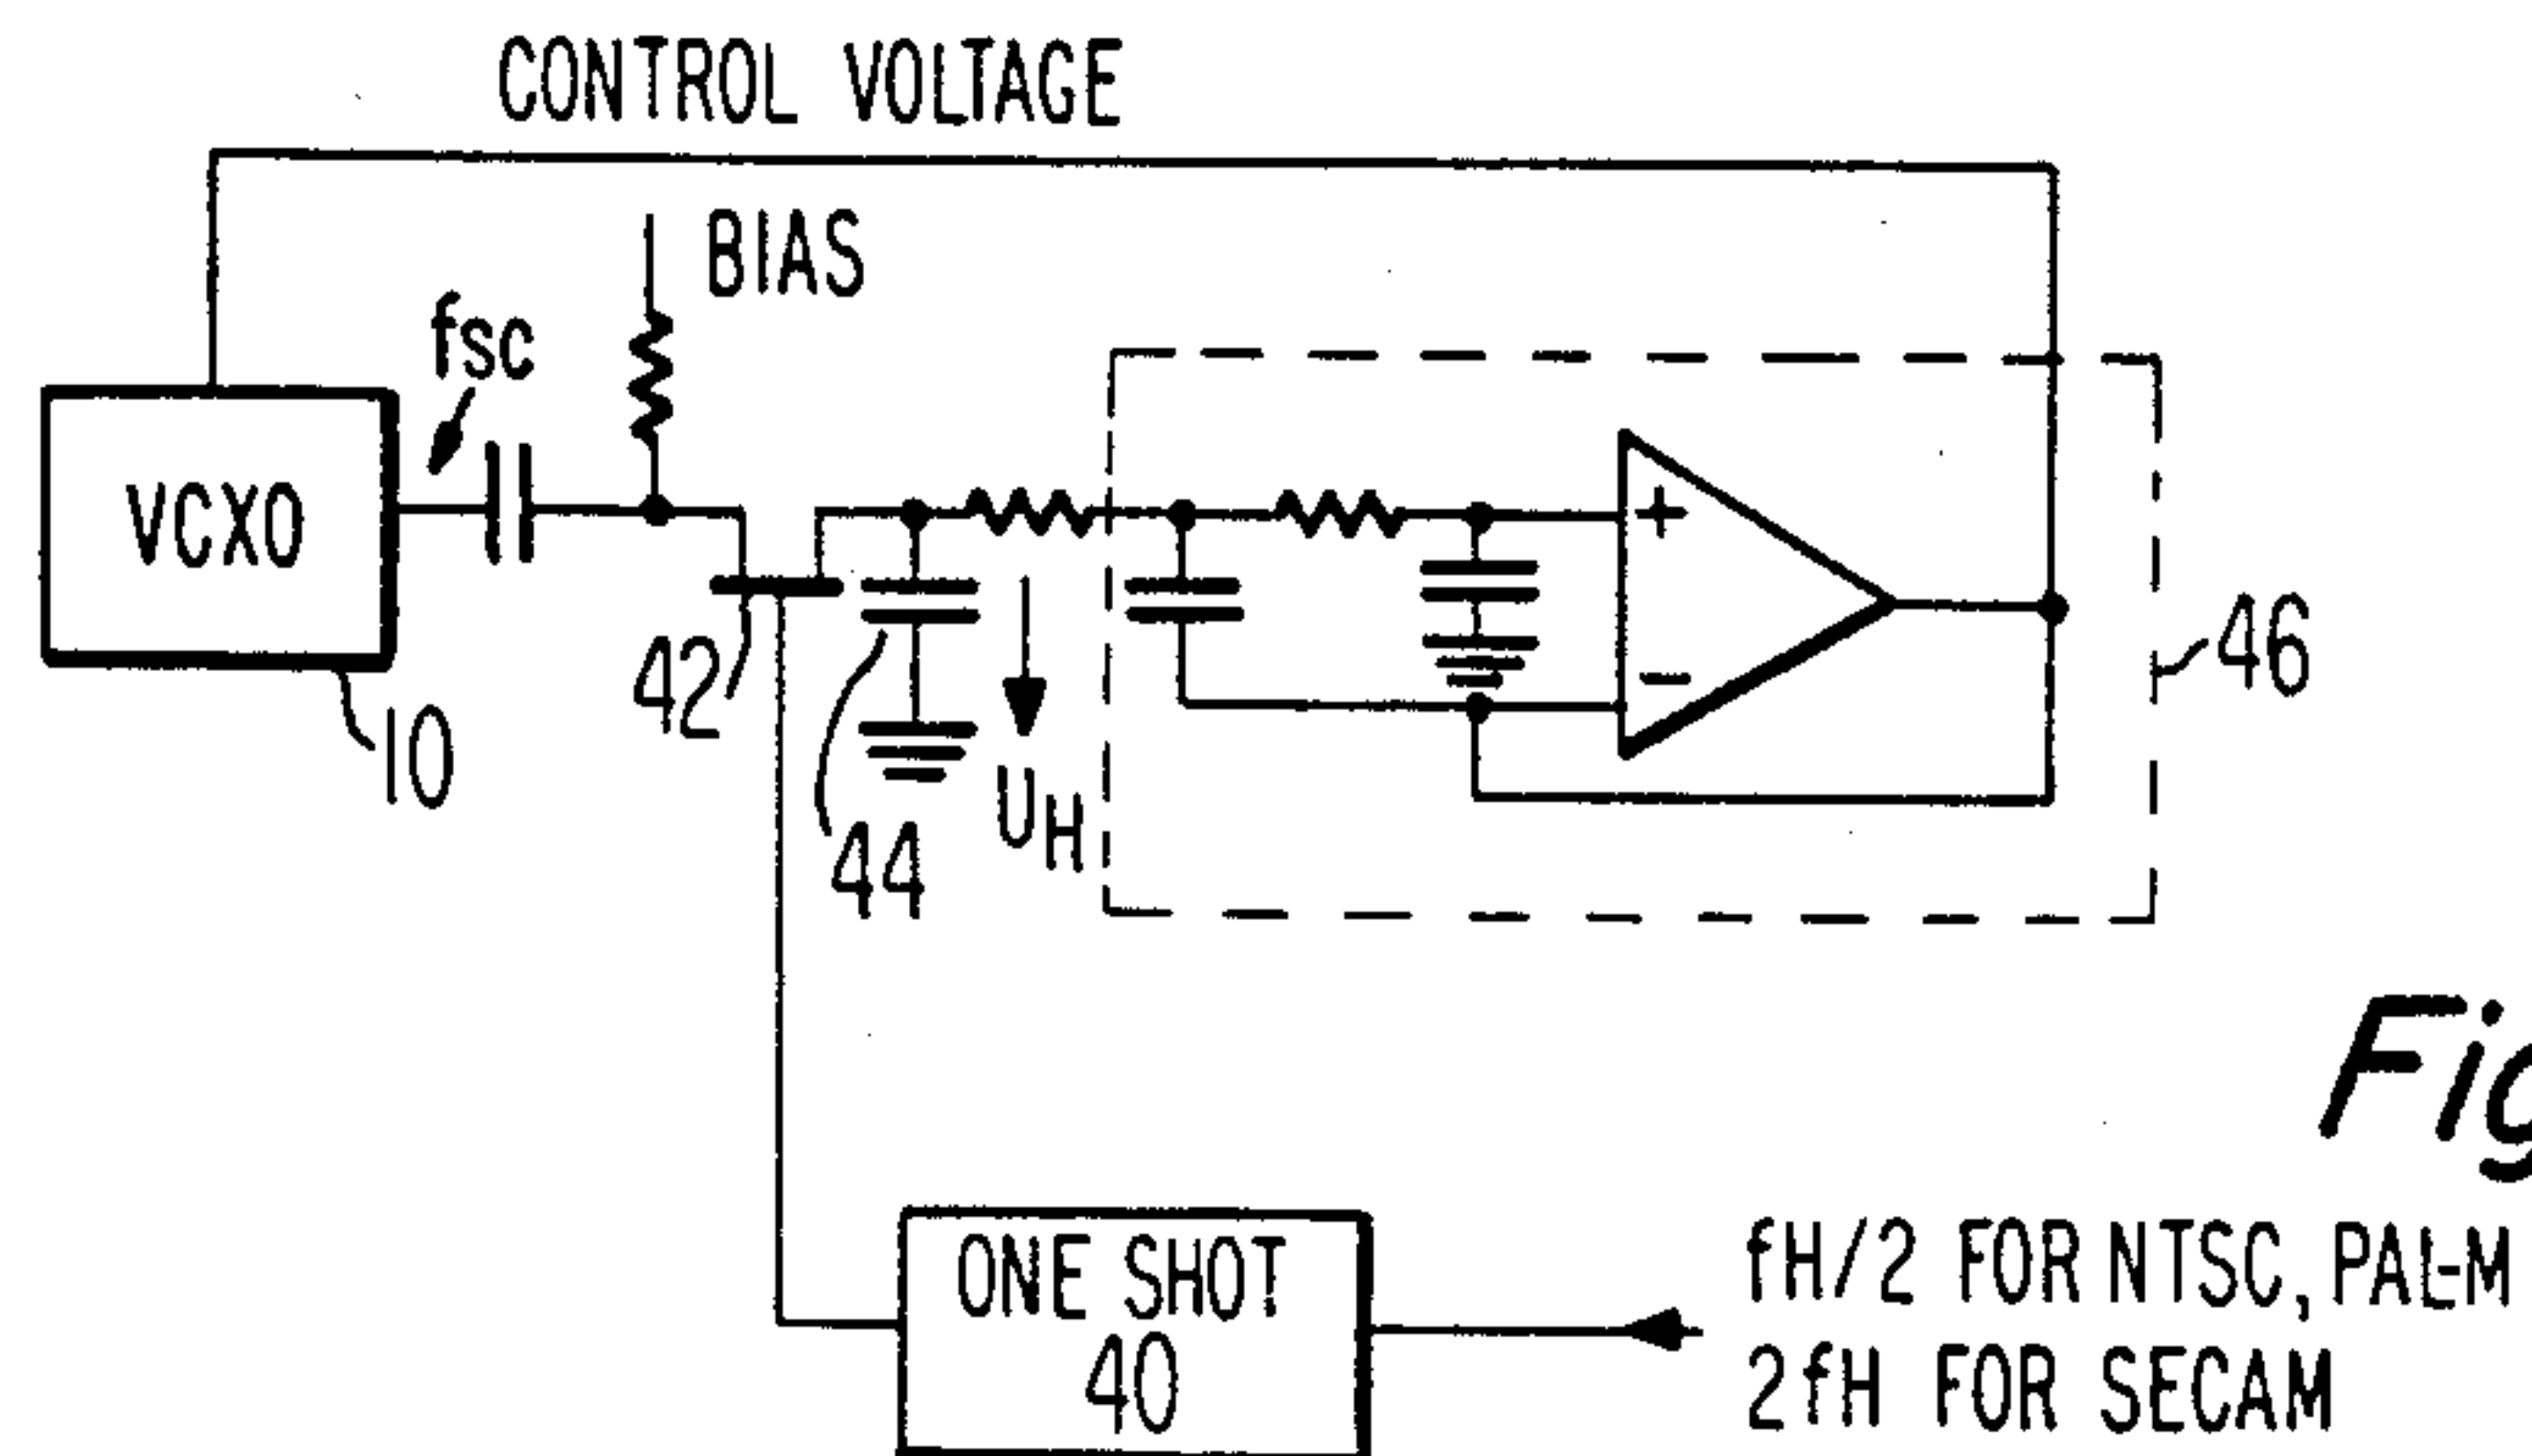 CONTROL VOLTAGE
BIAS
fsc
VCXO
+
−
46
42
10
UH
44
Fig
ONE SHOT
40
fH/2 FOR NTSC, PAL-M
2fH FOR SECAM